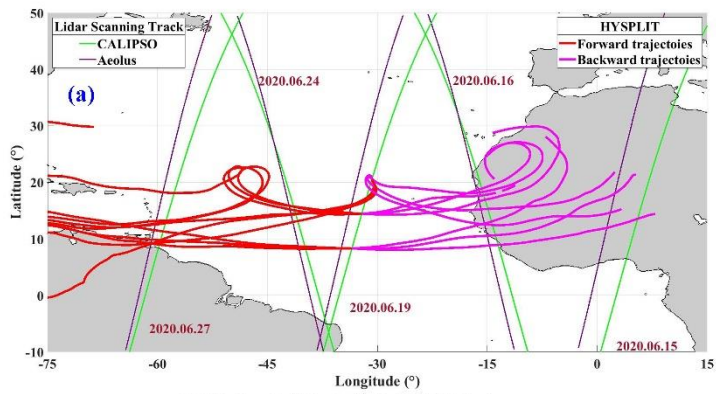 Lidar Scanning Track
CALIPSO
Aeolus
HYSPLIT
Forward trajectoies
Backward trajectoies
(a)
2020.06.24
2020.06.16
2020.06.27
2020.06.19
2020.06.15
Latitude (°)
50
40
30
20
10
0
-10
-75
-60
-45
-30
-15
0
15
Longitude (°)